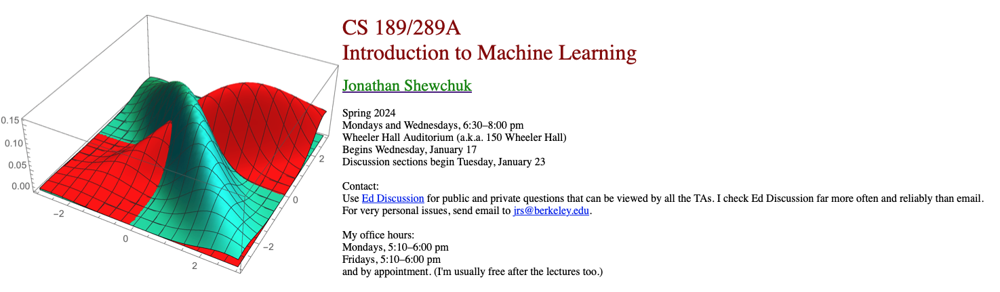 CS 189/289A
Introduction to Machine Learning
Jonathan Shewchuk
Spring 2024
Mondays and Wednesdays, 6:30–8:00 pm
Wheeler Hall Auditorium (a.k.a. 150 Wheeler Hall)
Begins Wednesday, January 17
Discussion sections begin Tuesday, January 23
Contact:
Use Ed Discussion for public and private questions that can be viewed by all the TAs. I check Ed Discussion far more often and reliably than email.
For very personal issues, send email to jrs@berkeley.edu.
My office hours:
Mondays, 5:10–6:00 pm
Fridays, 5:10–6:00 pm
and by appointment. (I'm usually free after the lectures too.)
0.15
0.10
0.05
0.00
−2
0
2
−2
0
2